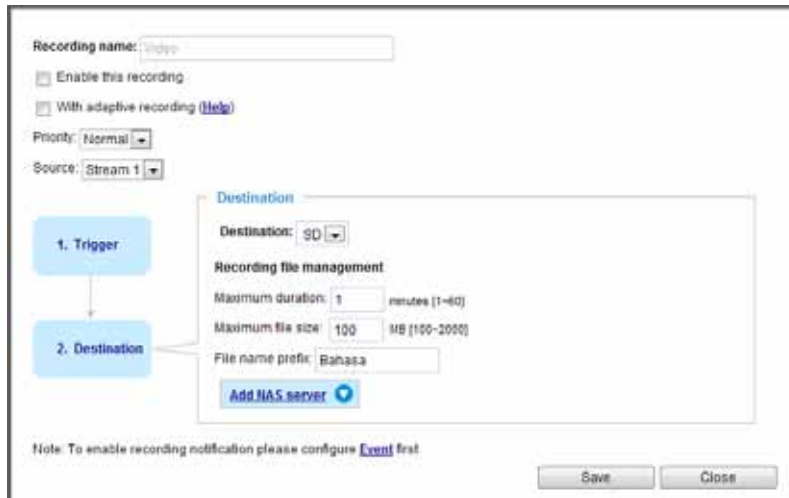 Recording name: Video
Enable this recording
With adaptive recording (Help)
Priority: Normal
Source: Stream 1
Destination
1. Trigger
2. Destination
Destination: SD
Recording file management
Maximum duration: 1 minutes [1~60]
Maximum file size: 100 MB [100~2000]
File name prefix: Bahasa
Add NAS server
Note: To enable recording notification please configure Event first
Save Close